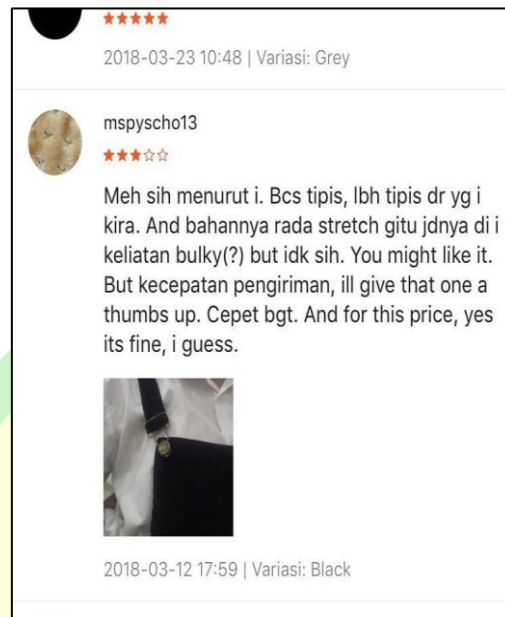 2018-03-23 10:48 | Variasi: Grey
mspyscho13
Meh sih menurut i. Bcs tipis, lbh tipis dr yg i
kira. And bahannya rada stretch gitu jdnya di i
keliatan bulky(?) but idk sih. You might like it.
But kecepatan pengiriman, ill give that one a
thumbs up. Cepet bgt. And for this price, yes
its fine, i guess.
2018-03-12 17:59 | Variasi: Black